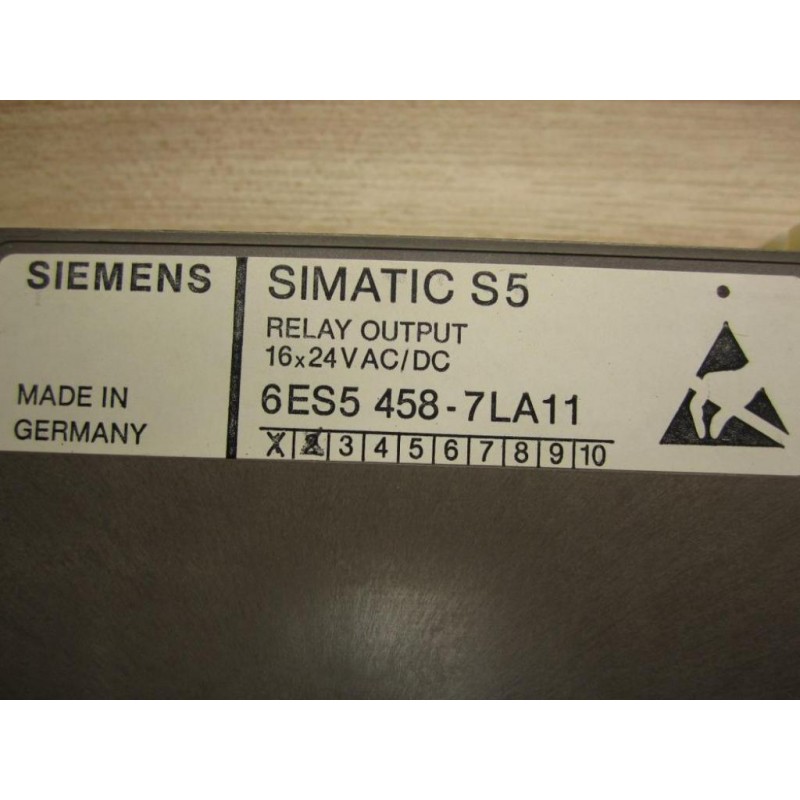 SIEMENS
SIMATIC S5
RELAY OUTPUT
16x24VAC/DC
6ES5 458-7LA11
X 2 3 4 5 6 7 8 9 10
MADE IN
GERMANY